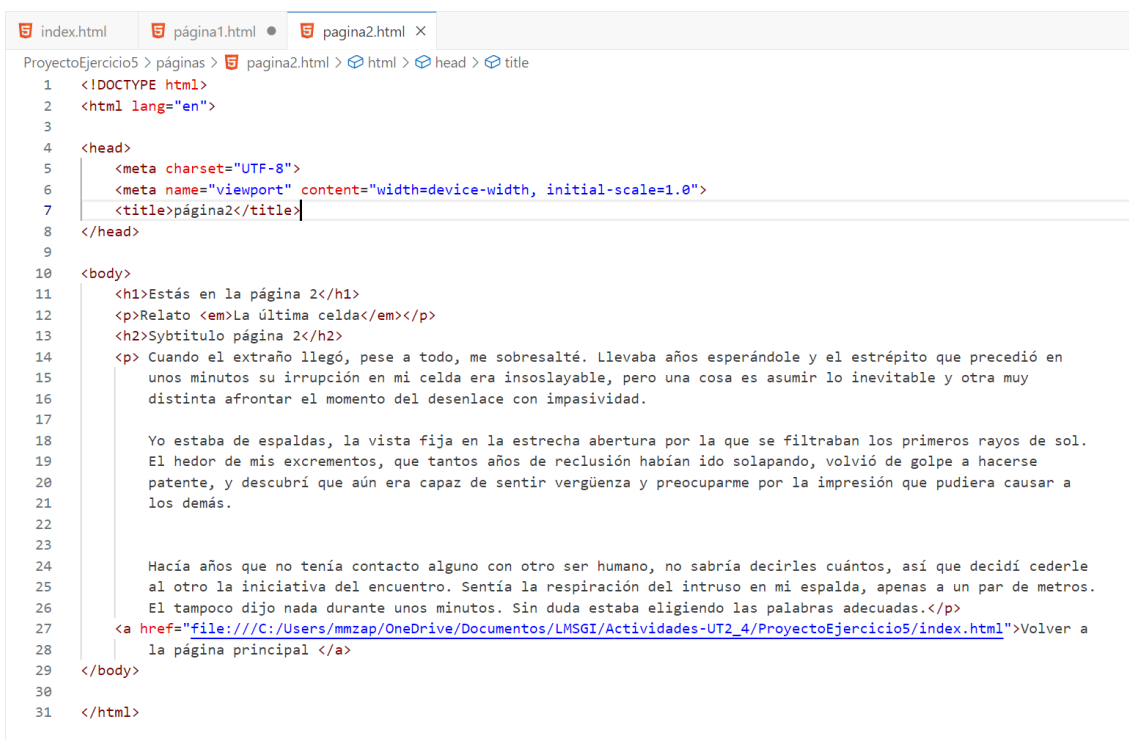 index.html página1.html ● pagina2.html ×
ProyectoEjercicio5 > páginas > pagina2.html > html > head > title
1 <!DOCTYPE html>
2 <html lang="en">
3
4 <head>
5 <meta charset="UTF-8">
6 <meta name="viewport" content="width=device-width, initial-scale=1.0">
7 <title>página2</title>
8 </head>
9
10 <body>
11 <h1>Estás en la página 2</h1>
12 <p>Relato <em>La última celda</em></p>
13 <h2>Sybtitulo página 2</h2>
14 <p> Cuando el extraño llegó, pese a todo, me sobresalté. Llevaba años esperándole y el estrépito que precedió en
15 unos minutos su irrupción en mi celda era insoslayable, pero una cosa es asumir lo inevitable y otra muy
16 distinta afrontar el momento del desenlace con impasividad.
17
18 Yo estaba de espaldas, la vista fija en la estrecha abertura por la que se filtraban los primeros rayos de sol.
19 El hedor de mis excrementos, que tantos años de reclusión habían ido solapando, volvió de golpe a hacerse
20 patente, y descubrí que aún era capaz de sentir vergüenza y preocuparme por la impresión que pudiera causar a
21 los demás.
22
23
24 Hacía años que no tenía contacto alguno con otro ser humano, no sabría decirles cuántos, así que decidí cederle
25 al otro la iniciativa del encuentro. Sentía la respiración del intruso en mi espalda, apenas a un par de metros.
26 El tampoco dijo nada durante unos minutos. Sin duda estaba eligiendo las palabras adecuadas.</p>
27 <a href="file:///C:/Users/mmzap/OneDrive/Documentos/LMSGI/Actividades-UT2_4/ProyectoEjercicio5/index.html">Volver a
28 la página principal </a>
29 </body>
30
31 </html>